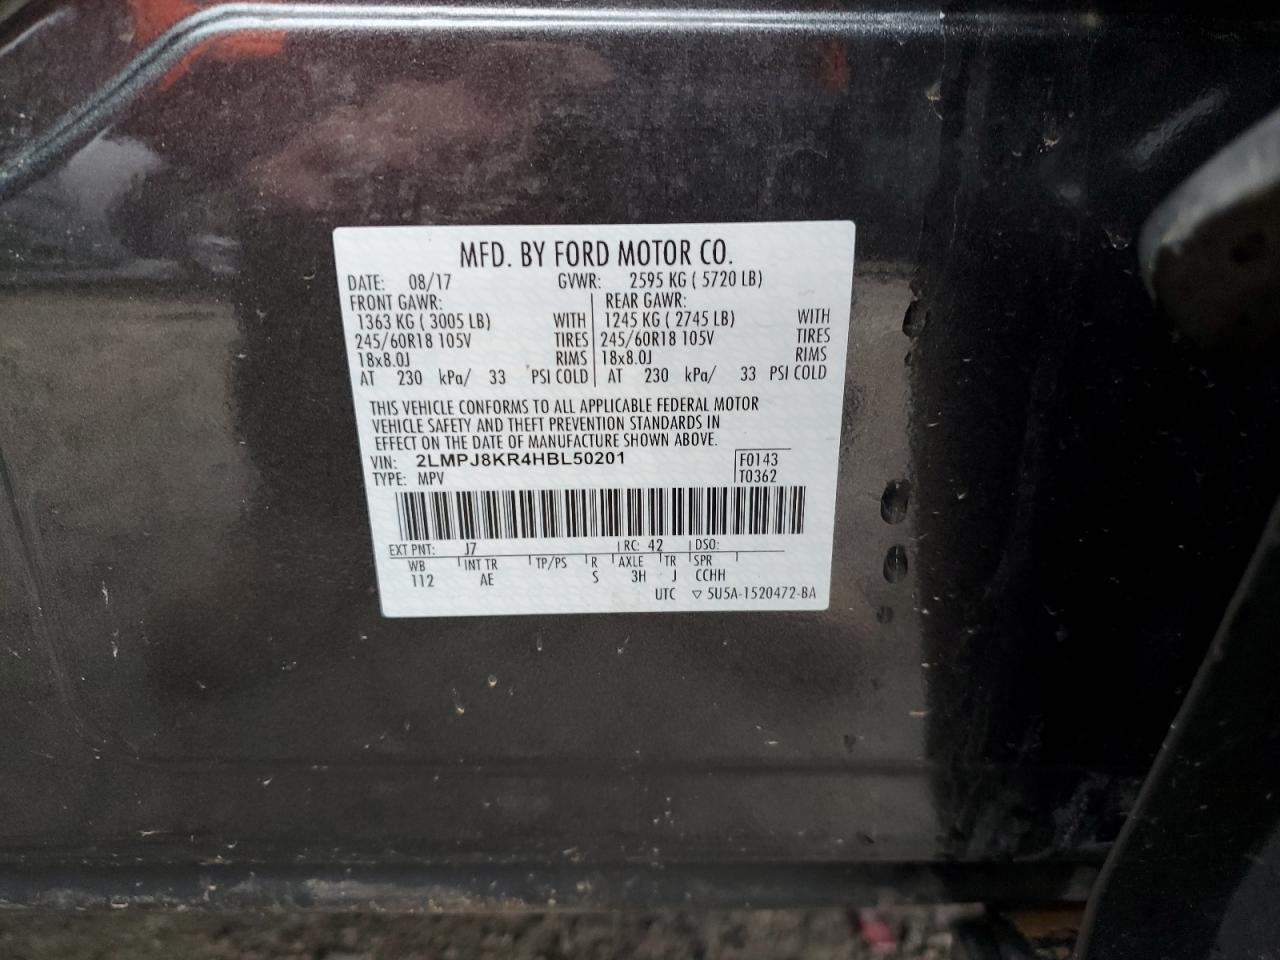 MFD. BY FORD MOTOR CO.
DATE: 08/17 GVWR: 2595 KG ( 5720 LB)
FRONT GAWR: REAR GAWR:
1363 KG ( 3005 LB) WITH 1245 KG ( 2745 LB) WITH
245/60R18 105V TIRES 245/60R18 105V TIRES
18x8.0J RIMS 18x8.0J RIMS
AT 230 kPa/ 33 PSI COLD AT 230 kPa/ 33 PSI COLD
THIS VEHICLE CONFORMS TO ALL APPLICABLE FEDERAL MOTOR
VEHICLE SAFETY AND THEFT PREVENTION STANDARDS IN
EFFECT ON THE DATE OF MANUFACTURE SHOWN ABOVE.
VIN: 2LMPJ8KR4HBL50201 F0143
TYPE: MPV T0362
EXT PNT: J7 RC: 42 DSO:
WB INT TR TP/PS R AXLE TR SPR
112 AE S 3H J CCHH
UTC ▽ 5U5A-1520472-BA